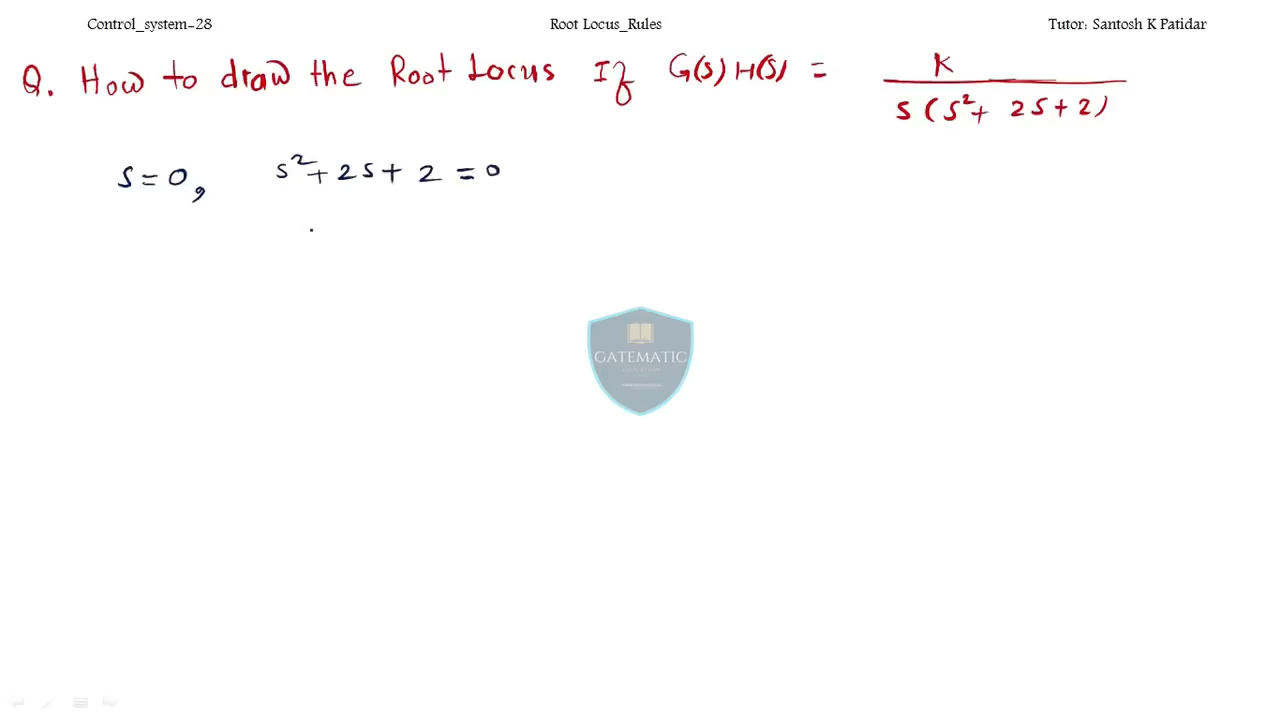 Control_system-28 Root Locus_Rules Tutor: Santosh K Patidar
Q. How to draw the Root Locus If G(s) H(s) = K / s(s²+ 2s+2)
s=0, s²+2s+2=0
GATEMATIC